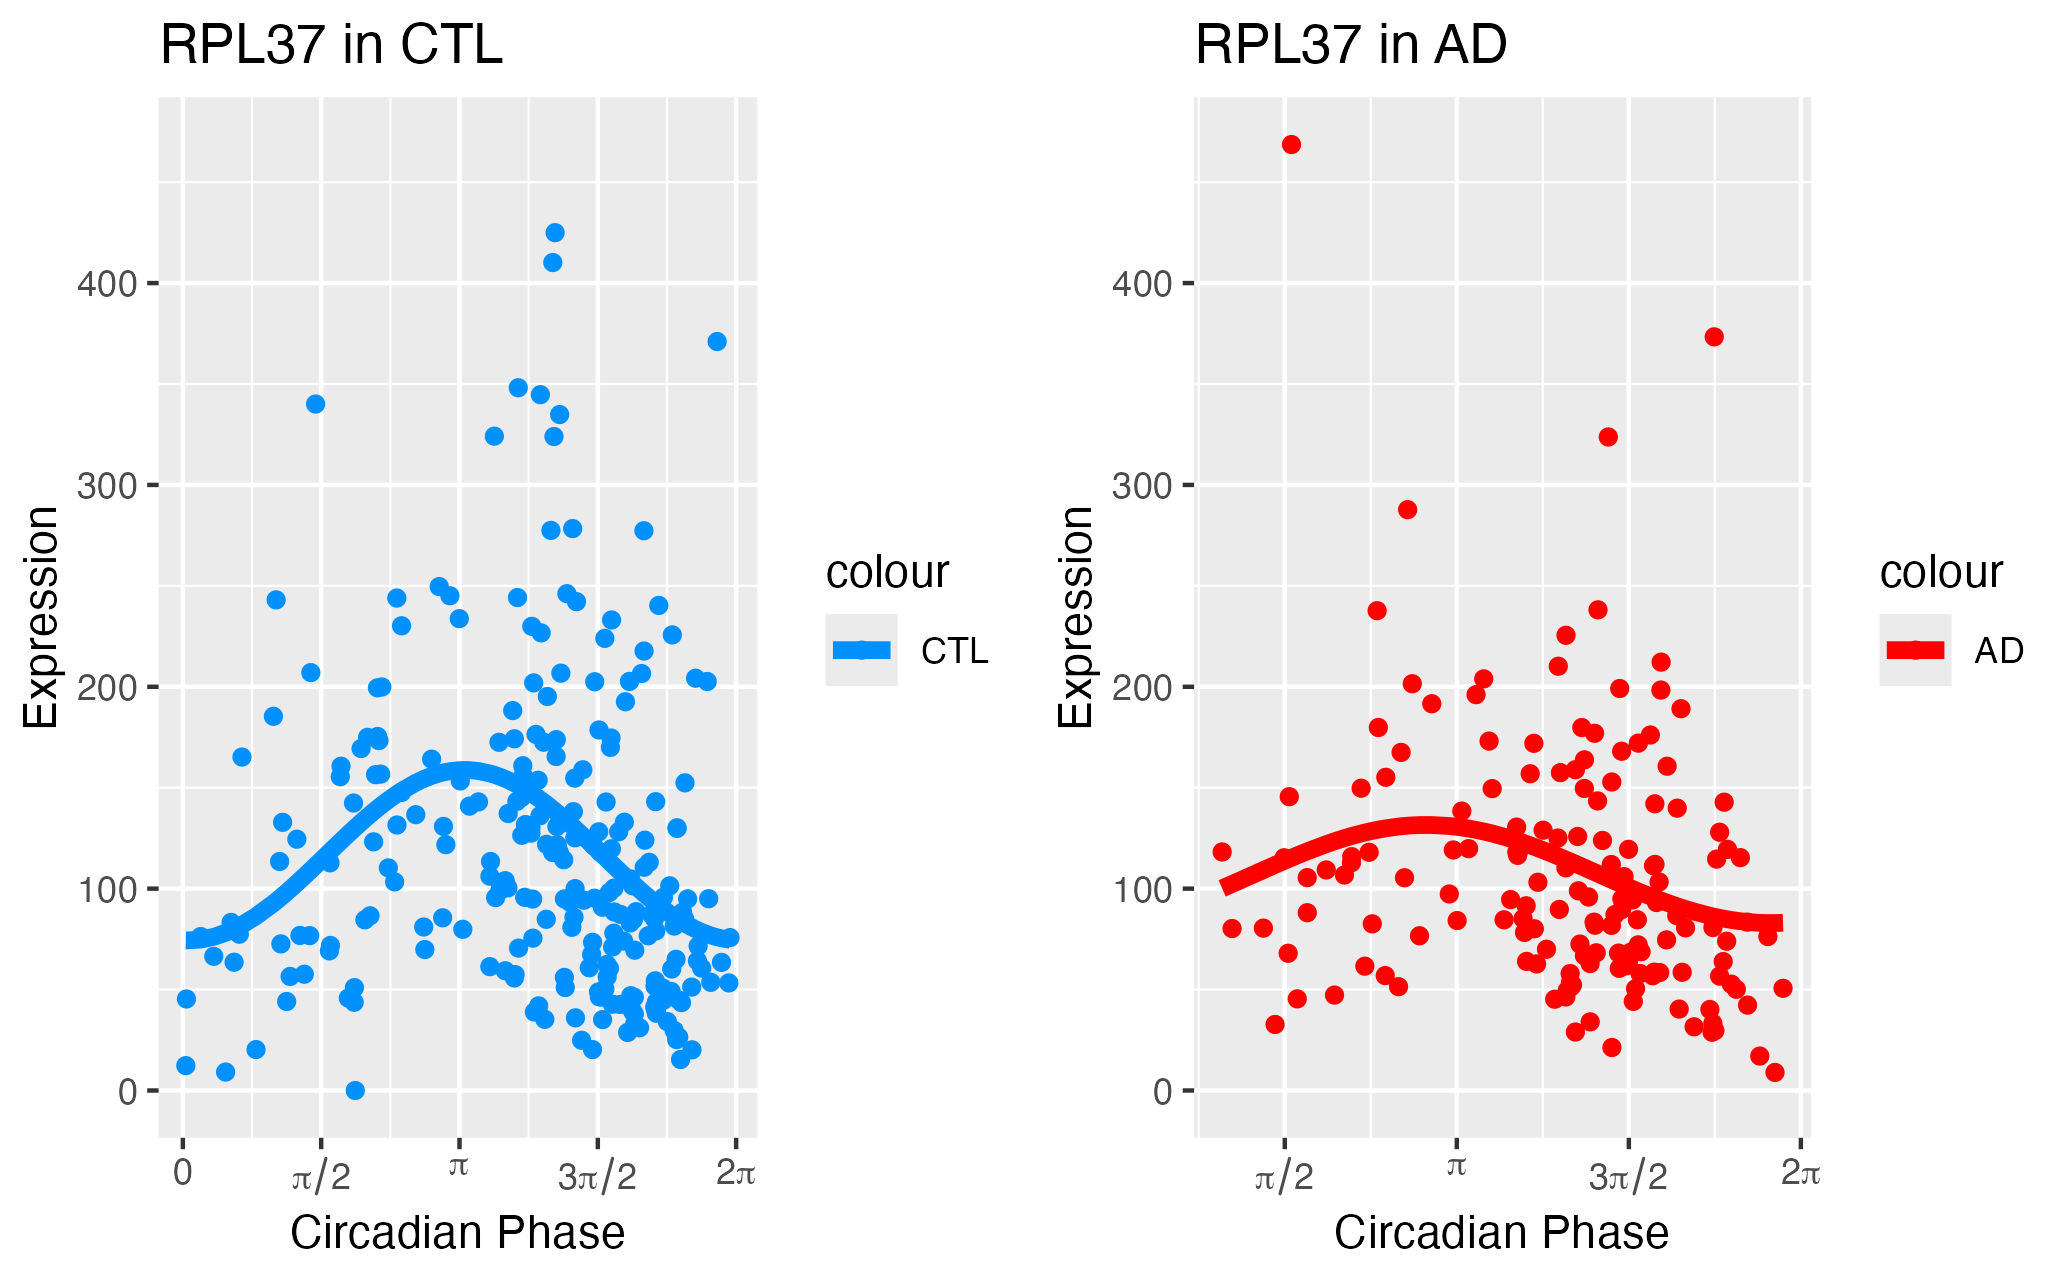 RPL37 in CTL
Expression
400
300
200
100
0
0 π/2 π 3π/2 2π
Circadian Phase
colour
CTL
RPL37 in AD
Expression
400
300
200
100
0
π/2 π 3π/2 2π
Circadian Phase
colour
AD